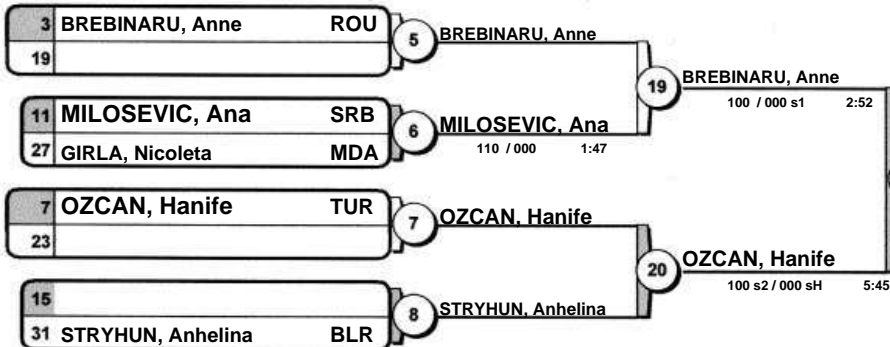 3 BREBINARU, Anne ROU
19
5 BREBINARU, Anne
11 MILOSEVIC, Ana SRB
27 GIRLA, Nicoleta MDA
6 MILOSEVIC, Ana
110 / 000 1:47
19 BREBINARU, Anne
100 / 000 s1 2:52
7 OZCAN, Hanife TUR
23
7 OZCAN, Hanife
15
31 STRYHUN, Anhelina BLR
8 STRYHUN, Anhelina
20 OZCAN, Hanife
100 s2 / 000 sH 5:45